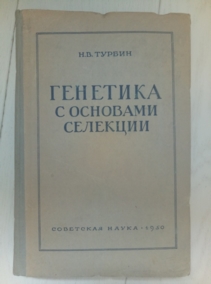 Н.В. ТУРБИН
ГЕНЕТИКА
С ОСНОВАМИ
СЕЛЕКЦИИ
СОВЕТСКАЯ НАУКА